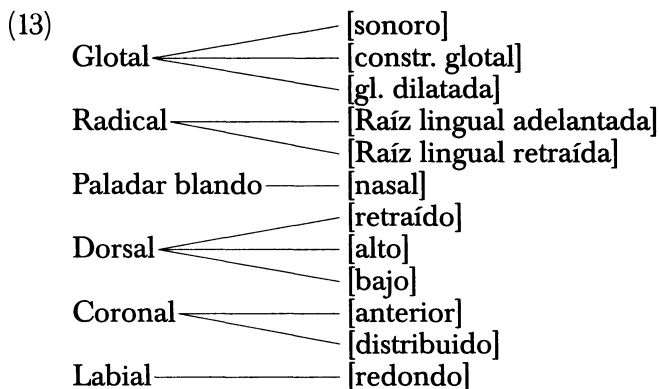 (13)
[sonoro]
Glotal [constr. glotal]
[gl. dilatada]
Radical [Raíz lingual adelantada]
[Raíz lingual retraída]
Paladar blando [nasal]
[retraído]
Dorsal [alto]
[bajo]
Coronal [anterior]
[distribuido]
Labial [redondo]